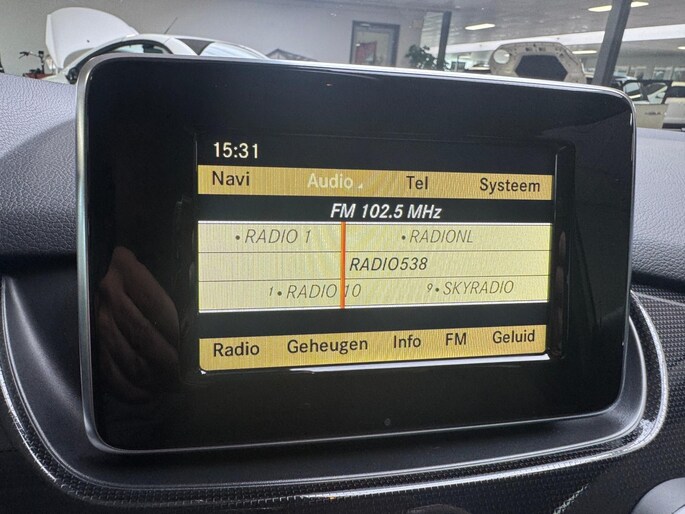 15:31
Navi Audio Tel Systeem
FM 102.5 MHz
• RADIO 1 • RADIONL
RADIO538
1 • RADIO 10 9 • SKYRADIO
Radio Geheugen Info FM Geluid